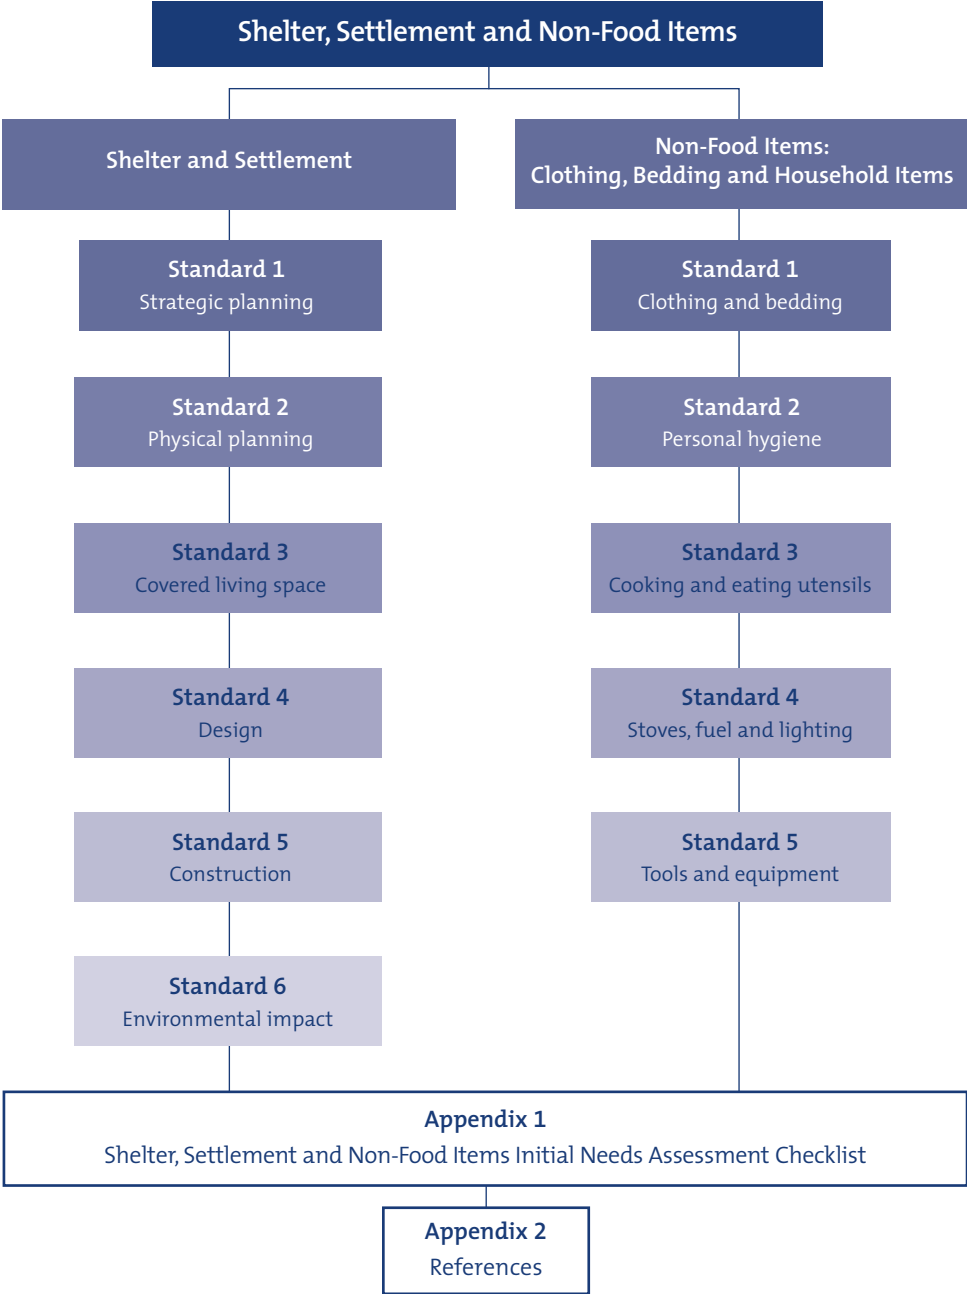 Shelter, Settlement and Non-Food Items
Shelter and Settlement
Non-Food Items:
Clothing, Bedding and Household Items
Standard 1
Strategic planning
Standard 2
Physical planning
Standard 3
Covered living space
Standard 4
Design
Standard 5
Construction
Standard 6
Environmental impact
Standard 1
Clothing and bedding
Standard 2
Personal hygiene
Standard 3
Cooking and eating utensils
Standard 4
Stoves, fuel and lighting
Standard 5
Tools and equipment
Appendix 1
Shelter, Settlement and Non-Food Items Initial Needs Assessment Checklist
Appendix 2
References